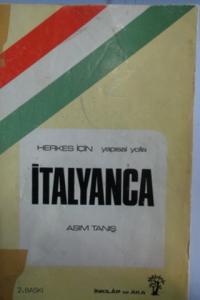 HERKES İÇİN yapısal yolla
İTALYANCA
ASIM TANIŞ
2. BASKI
İNKILÂP ve AKA